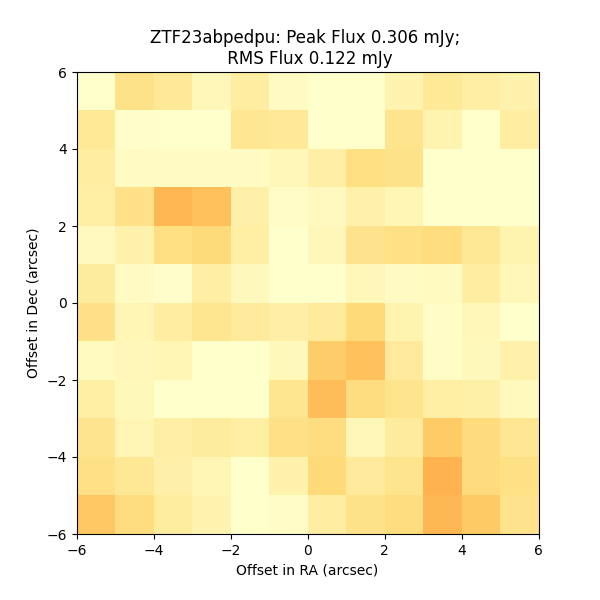 ZTF23abpedpu: Peak Flux 0.306 mJy;
RMS Flux 0.122 mJy
6
4
2
0
−2
−4
−6
Offset in Dec (arcsec)
−6 −4 −2 0 2 4 6
Offset in RA (arcsec)